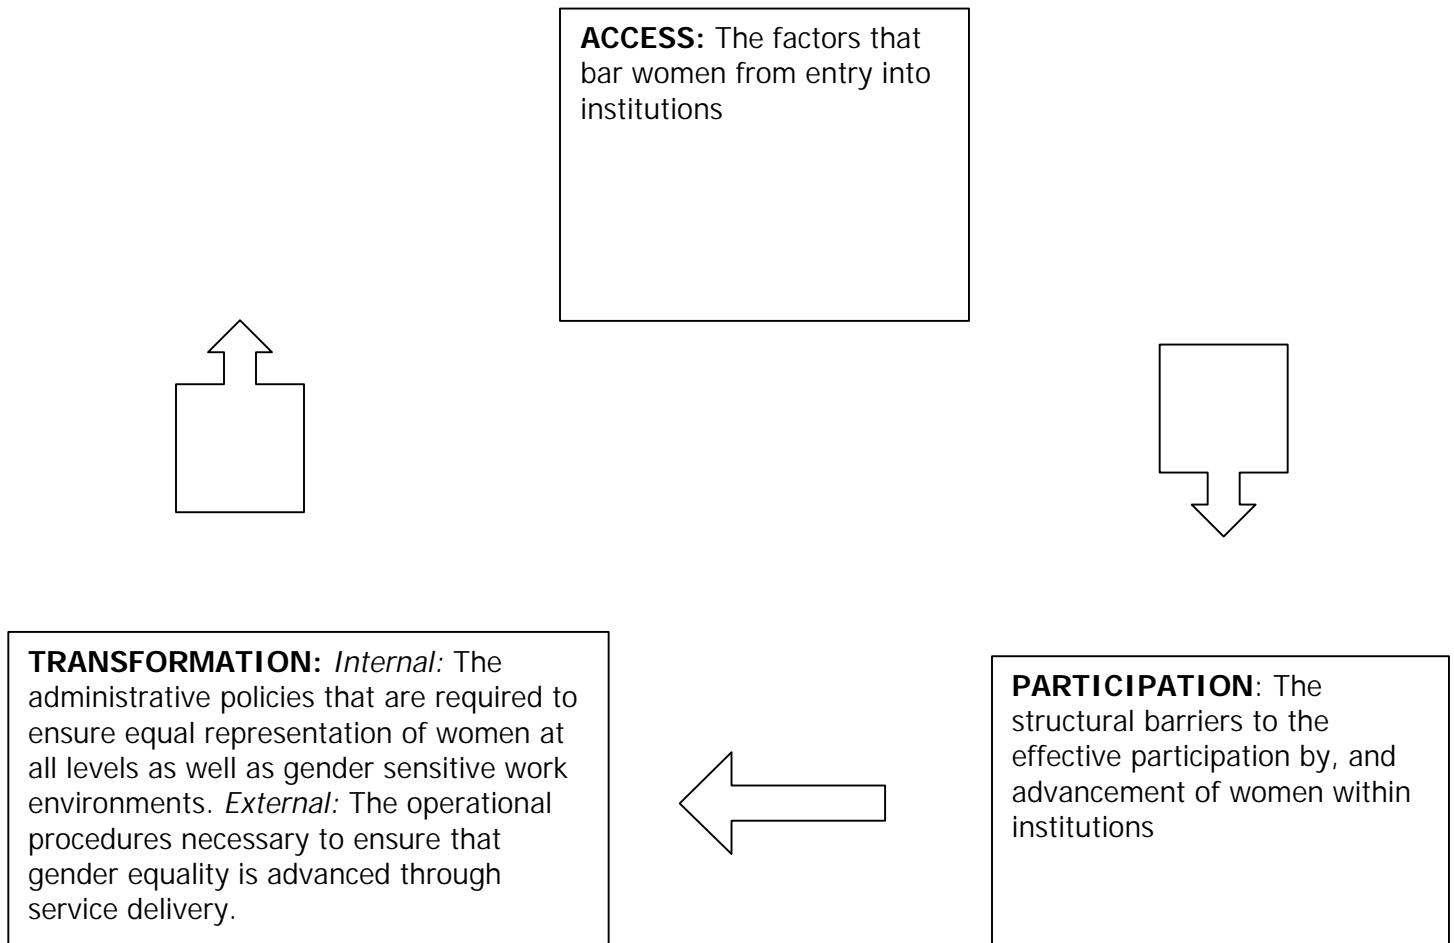 ACCESS: The factors that
bar women from entry into
institutions
TRANSFORMATION: Internal: The
administrative policies that are required to
ensure equal representation of women at
all levels as well as gender sensitive work
environments. External: The operational
procedures necessary to ensure that
gender equality is advanced through
service delivery.
PARTICIPATION: The
structural barriers to the
effective participation by, and
advancement of women within
institutions